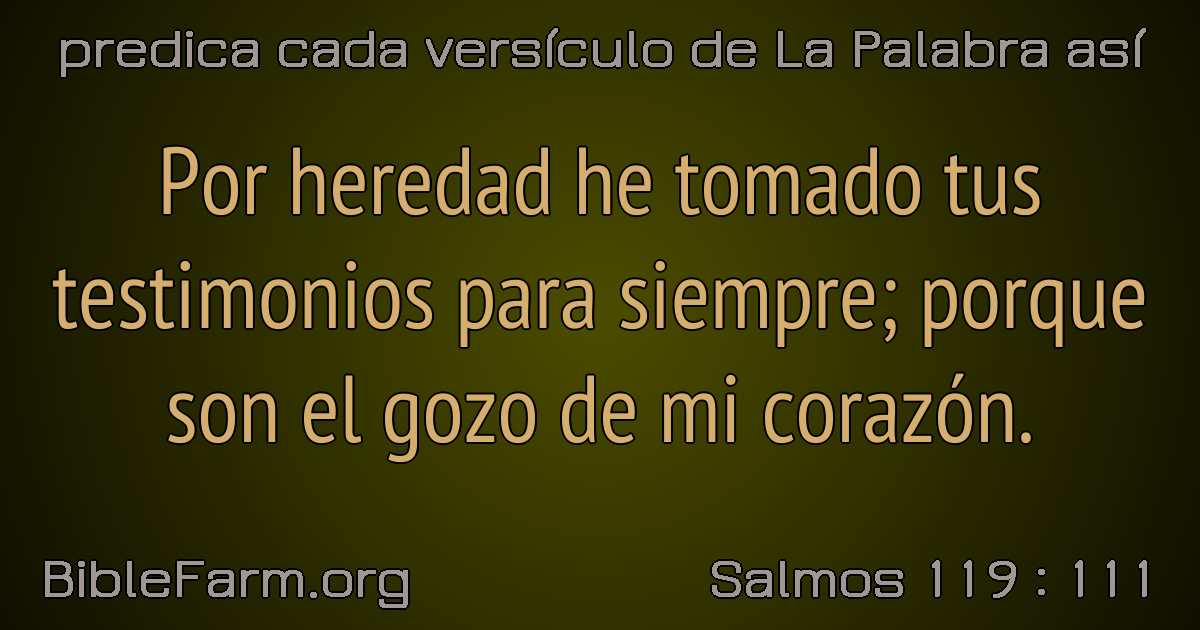 predica cada versículo de La Palabra así
Por heredad he tomado tus
testimonios para siempre; porque
son el gozo de mi corazón.
BibleFarm.org
Salmos 119 : 111